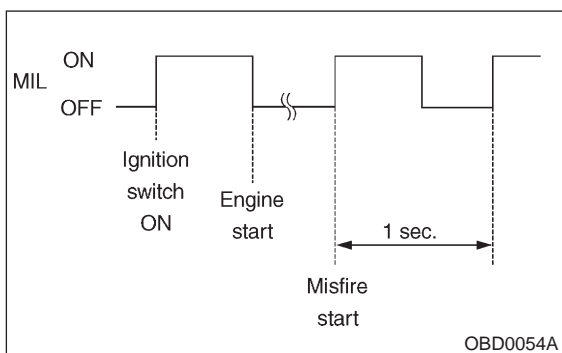 ON
MIL
OFF
Ignition
switch
ON
Engine
start
1 sec.
Misfire
start
OBD0054A